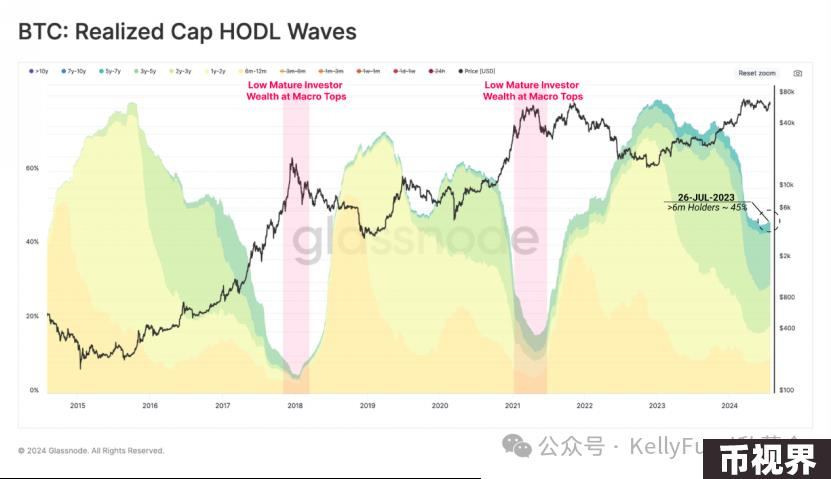 BTC: Realized Cap HODL Waves
>10y 7y-10y 5y-7y 3y-5y 2y-3y 1y-2y 6m-12m 3m-6m 1m-3m 1w-1m 1d-1w 24h Price [USD]
Reset zoom
Low Mature Investor
Wealth at Macro Tops
Low Mature Investor
Wealth at Macro Tops
$80k
$40k
$10k
$6k
$2k
$800
$400
$100
60%
40%
20%
0%
26-JUL-2023
>6m Holders ~ 45%
glassnode
2015 2016 2017 2018 2019 2020 2021 2022 2023 2024
© 2024 Glassnode. All Rights Reserved.
公众号 · KellyFu
币视界